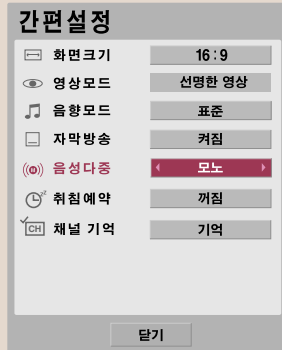 간편설정
화면크기 16:9
영상모드 선명한 영상
음향모드 표준
자막방송 켜짐
음성다중 모노
z z 취침예약 꺼짐
CH 채널 기억 기억
닫기